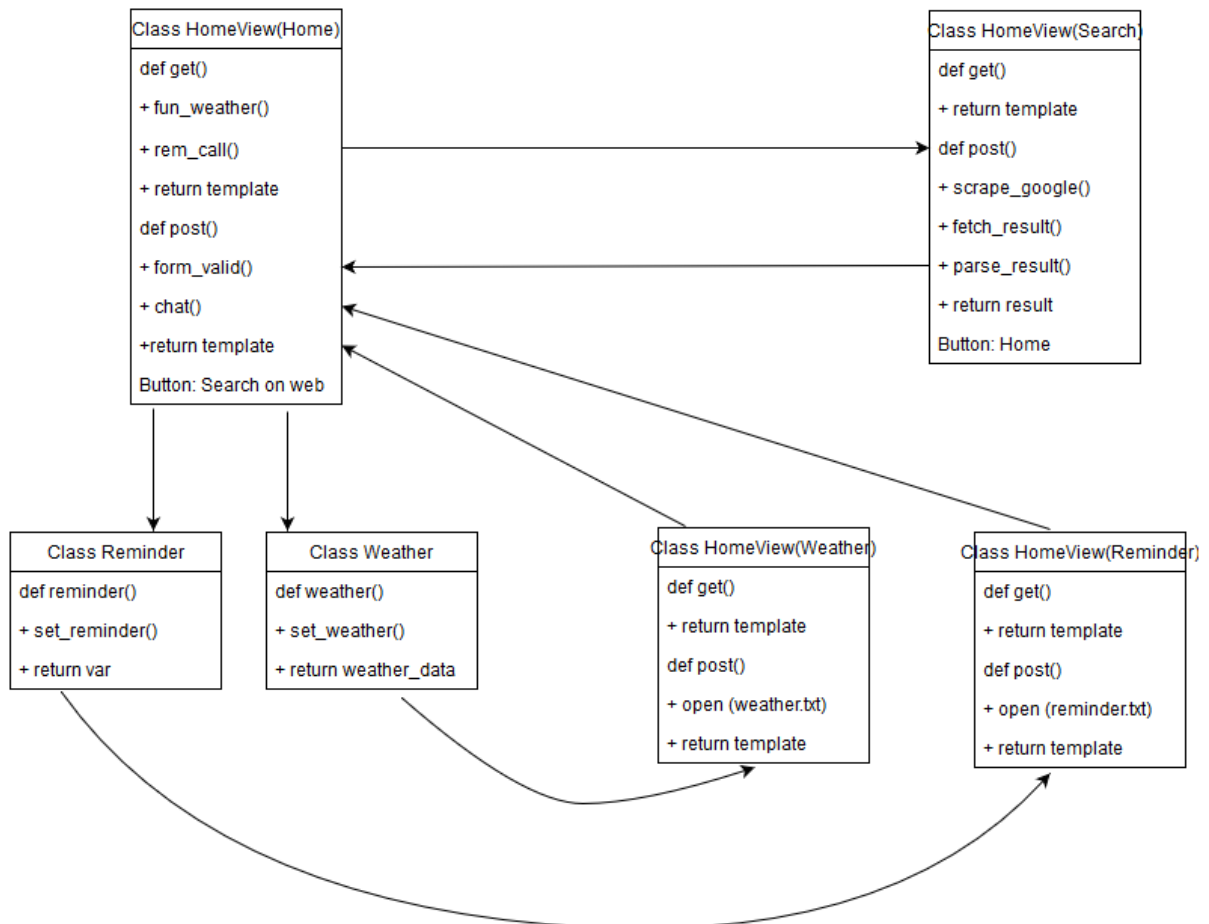 Class HomeView(Home)
def get()
+ fun_weather()
+ rem_call()
+ return template
def post()
+ form_valid()
+ chat()
+return template
Button: Search on web
Class HomeView(Search)
def get()
+ return template
def post()
+ scrape_google()
+ fetch_result()
+ parse_result()
+ return result
Button: Home
Class Reminder
def reminder()
+ set_reminder()
+ return var
Class Weather
def weather()
+ set_weather()
+ return weather_data
Class HomeView(Weather)
def get()
+ return template
def post()
+ open (weather.txt)
+ return template
Class HomeView(Reminder)
def get()
+ return template
def post()
+ open (reminder.txt)
+ return template